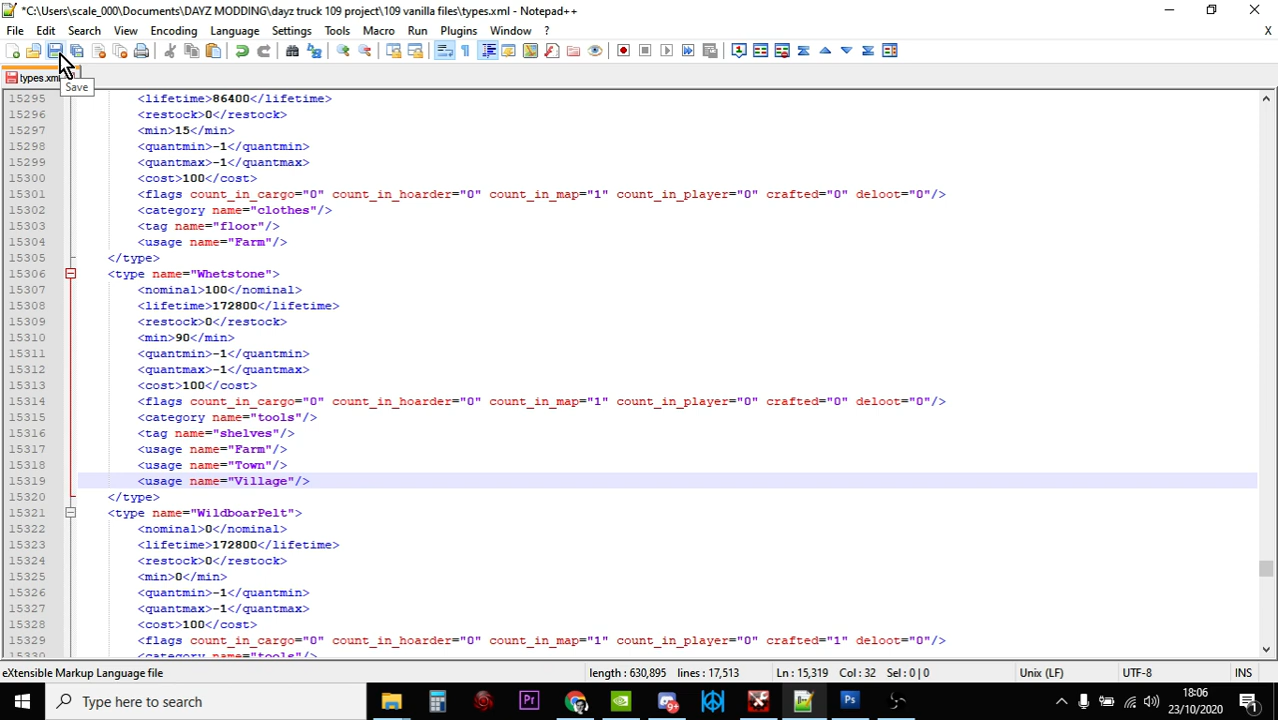 *C:\Users\scale_000\Documents\DAYZ MODDING\dayz truck 109 project\109 vanilla files\types.xml - Notepad++
File Edit Search View Encoding Language Settings Tools Macro Run Plugins Window ? X
types.xml
Save
15295 <lifetime>86400</lifetime>
15296 <restock>0</restock>
15297 <min>15</min>
15298 <quantmin>-1</quantmin>
15299 <quantmax>-1</quantmax>
15300 <cost>100</cost>
15301 <flags count_in_cargo="0" count_in_hoarder="0" count_in_map="1" count_in_player="0" crafted="0" deloot="0"/>
15302 <category name="clothes"/>
15303 <tag name="floor"/>
15304 <usage name="Farm"/>
15305 </type>
15306 <type name="Whetstone">
15307 <nominal>100</nominal>
15308 <lifetime>172800</lifetime>
15309 <restock>0</restock>
15310 <min>90</min>
15311 <quantmin>-1</quantmin>
15312 <quantmax>-1</quantmax>
15313 <cost>100</cost>
15314 <flags count_in_cargo="0" count_in_hoarder="0" count_in_map="1" count_in_player="0" crafted="0" deloot="0"/>
15315 <category name="tools"/>
15316 <tag name="shelves"/>
15317 <usage name="Farm"/>
15318 <usage name="Town"/>
15319 <usage name="Village"/>
15320 </type>
15321 <type name="WildboarPelt">
15322 <nominal>0</nominal>
15323 <lifetime>172800</lifetime>
15324 <restock>0</restock>
15325 <min>0</min>
15326 <quantmin>-1</quantmin>
15327 <quantmax>-1</quantmax>
15328 <cost>100</cost>
15329 <flags count_in_cargo="0" count_in_hoarder="0" count_in_map="1" count_in_player="0" crafted="1" deloot="0"/>
15330 <category name="tools"/>
eXtensible Markup Language file length : 630,895 lines : 17,513 Ln : 15,319 Col : 32 Sel : 0 | 0 Unix (LF) UTF-8 INS
Type here to search
Pr
Ps
18:06
23/10/2020
1